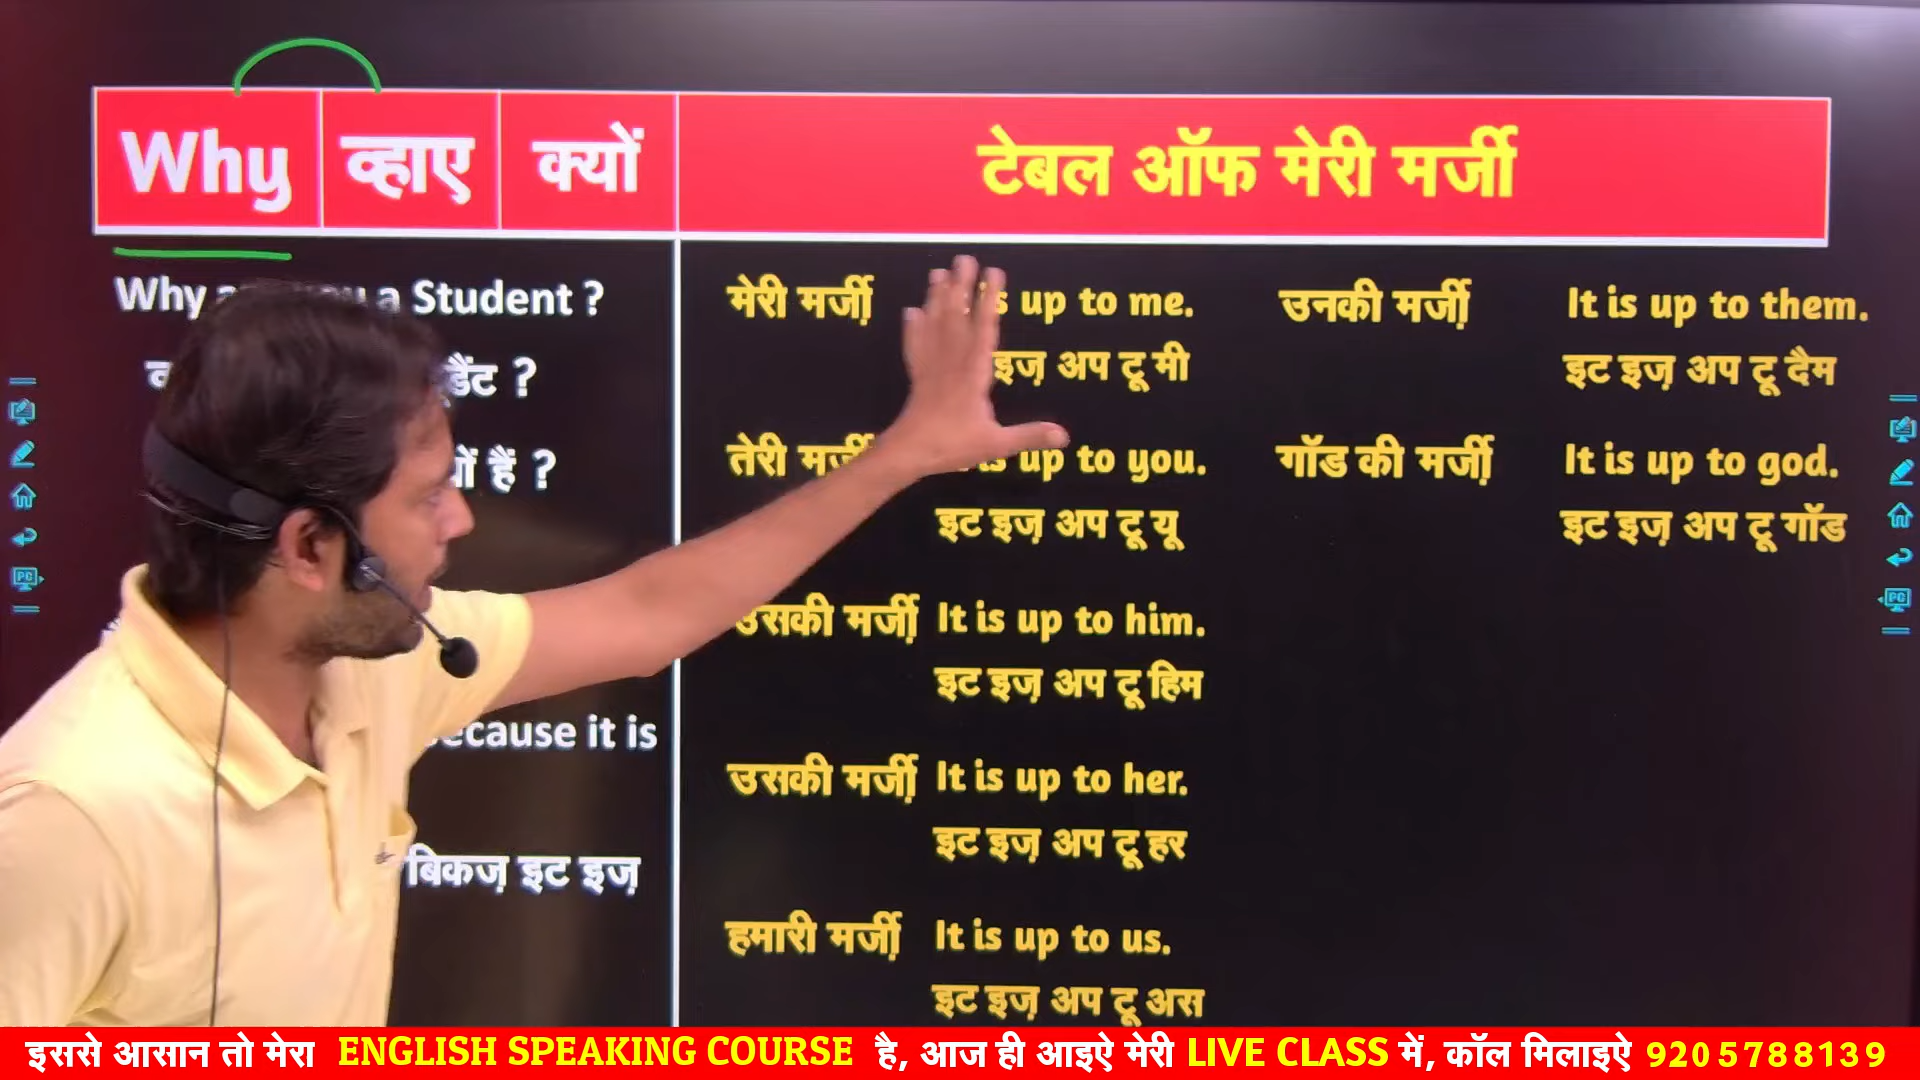 Why व्हाए क्यों टेबल ऑफ मेरी मर्जी
Why you a Student ?
डैंट ?
हैं ?
ecause it is
बिकज़ इट इज़
मेरी मर्जी़ up to me.
इज़ अप टू मी
तेरी is up to you.
इट इज़ अप टू यू
उसकी मर्जी़ It is up to him.
इट इज़ अप टू हिम
उसकी मर्जी़ It is up to her.
इट इज़ अप टू हर
हमारी मर्जी़ It is up to us.
इट इज़ अप टू अस
उनकी मर्जी़ It is up to them.
इट इज़ अप टू दैम
गॉड की मर्जी़ It is up to god.
इट इज़ अप टू गॉड
PC
PC
इससे आसान तो मेरा ENGLISH SPEAKING COURSE है, आज ही आइऐ मेरी LIVE CLASS में, कॉल मिलाइऐ 9205788139